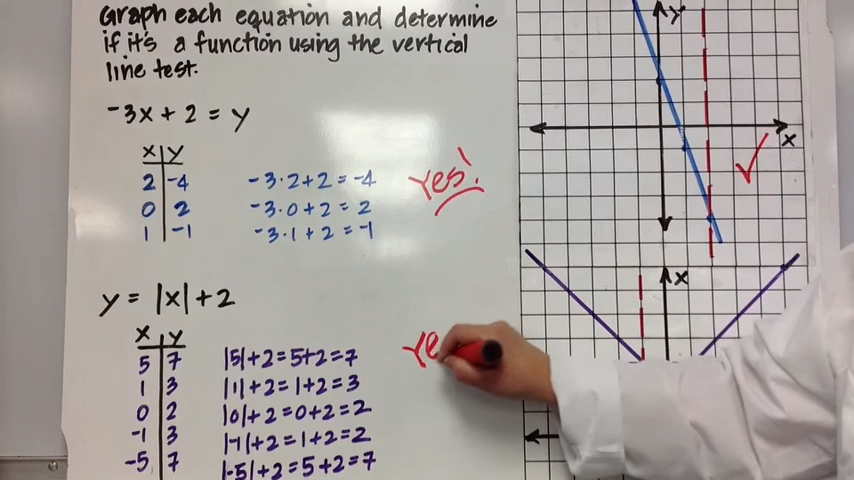 Graph each equation and determine
if it's a function using the vertical
line test.
-3x + 2 = y
x y
2 -4
0 2
1 -1
-3·2+2 = -4
-3·0+2 = 2
-3·1+2 = -1
yes!
y = |x| +2
x y
5 7
1 3
0 2
-1 3
-5 7
|5|+2=5+2=7
|1|+2=1+2=3
|0|+2=0+2=2
|-1|+2=1+2=2
|-5|+2=5+2=7
ye
y
x
x